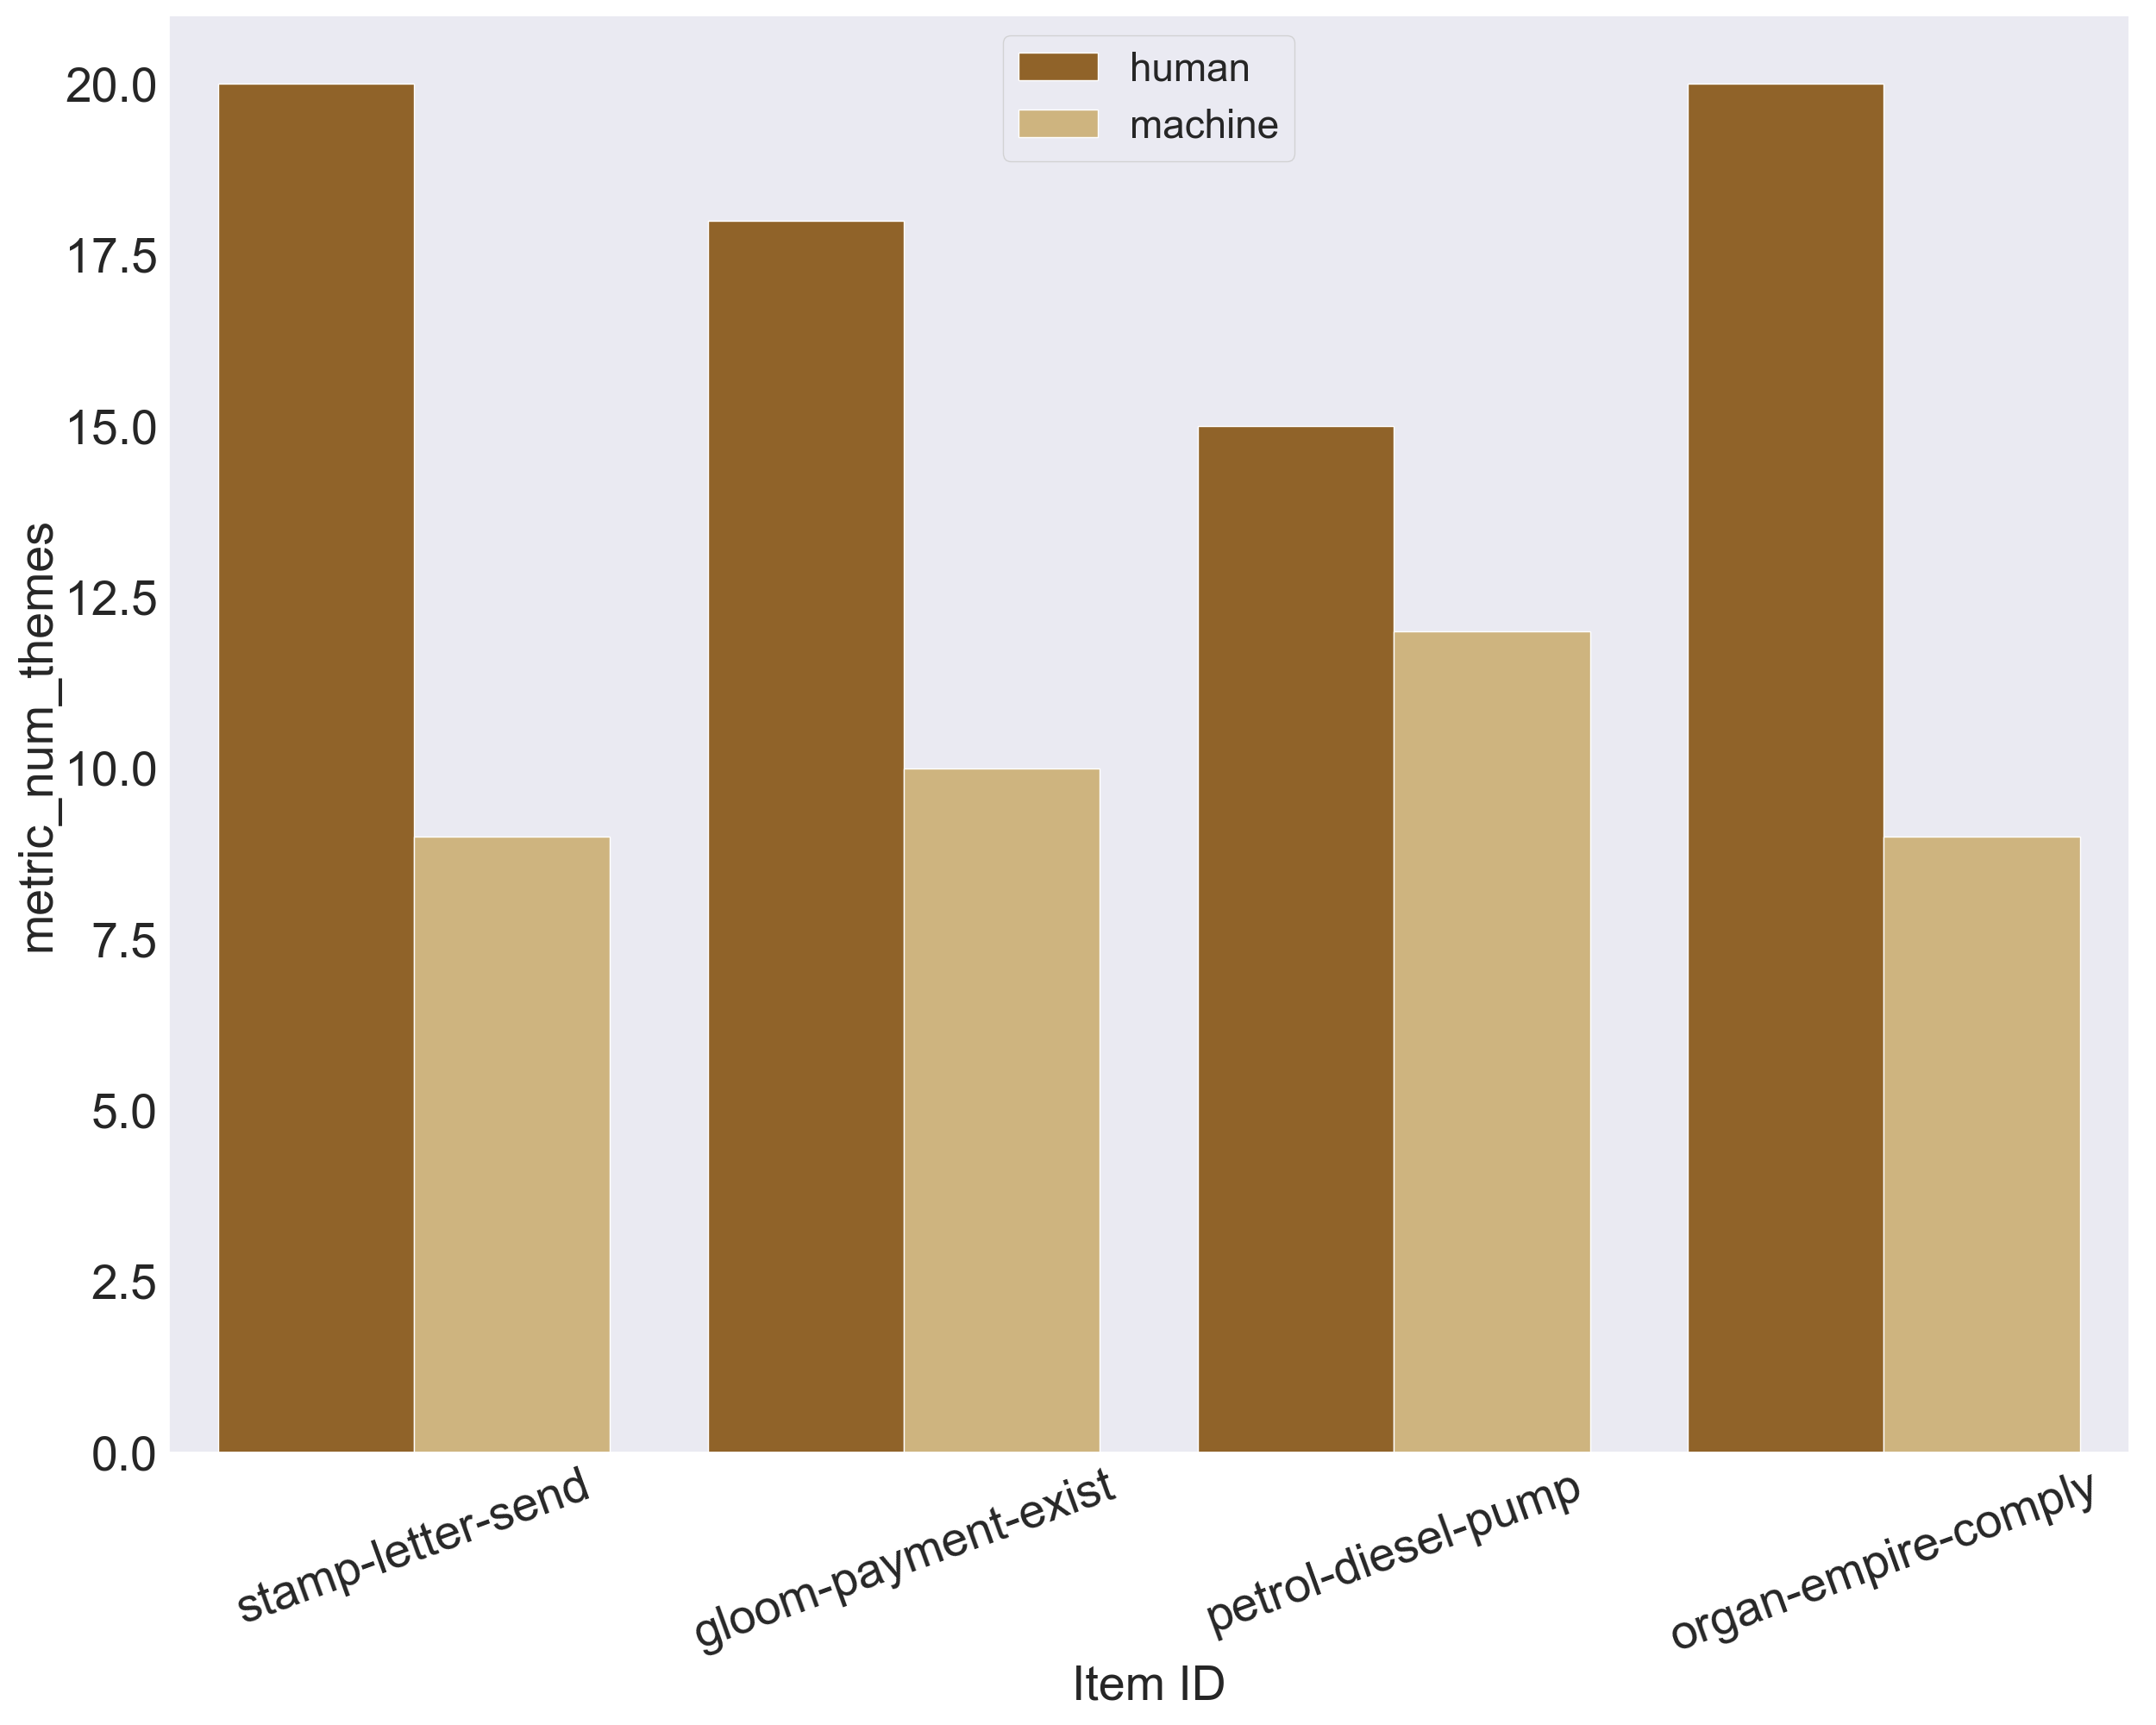 human
machine
20.0
17.5
15.0
12.5
10.0
7.5
5.0
2.5
0.0
metric_num_themes
stamp-letter-send
gloom-payment-exist
petrol-diesel-pump
organ-empire-comply
Item ID